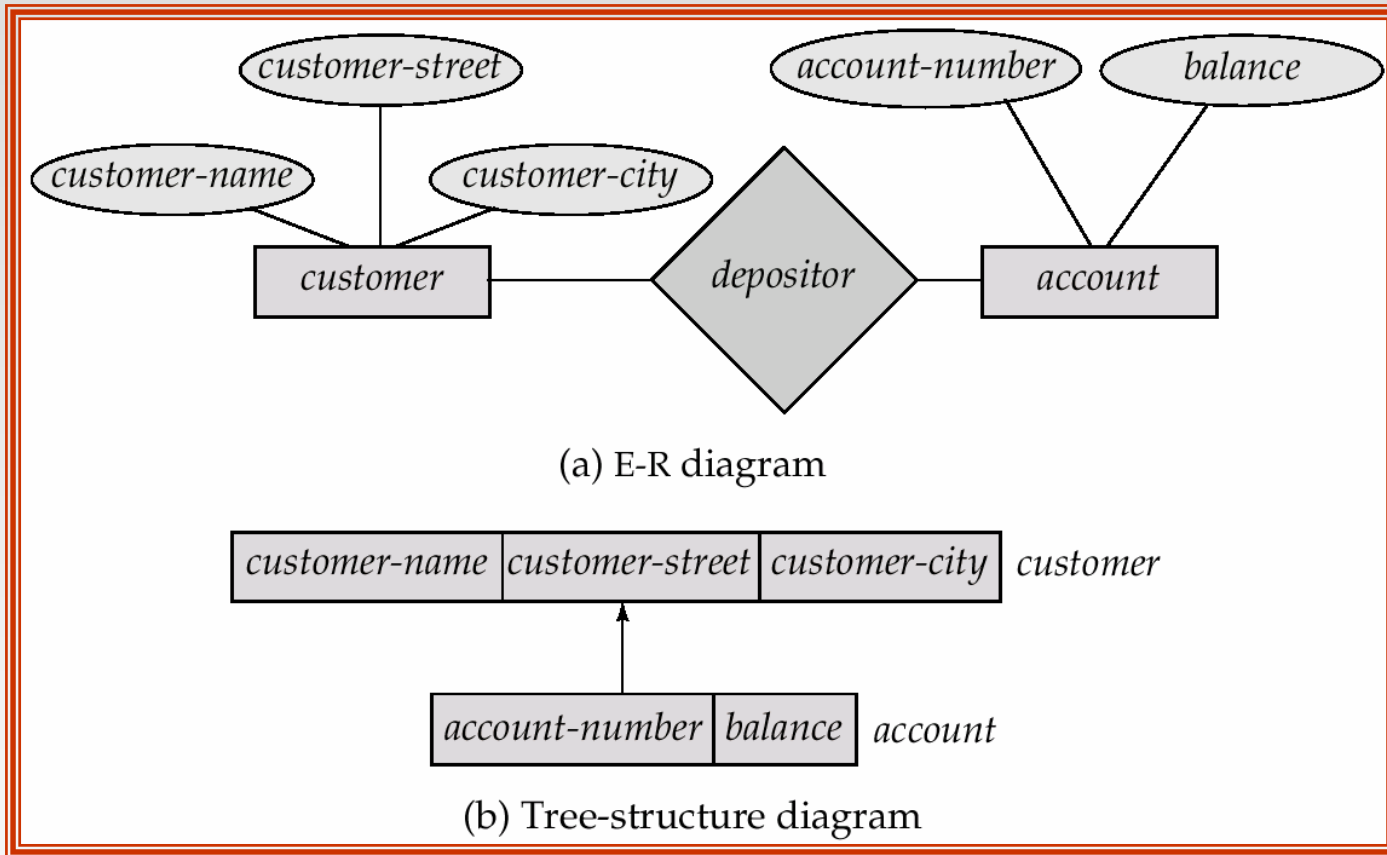 customer-street
account-number
balance
customer-name
customer-city
customer
depositor
account
(a) E-R diagram
customer-name customer-street customer-city customer
account-number balance account
(b) Tree-structure diagram